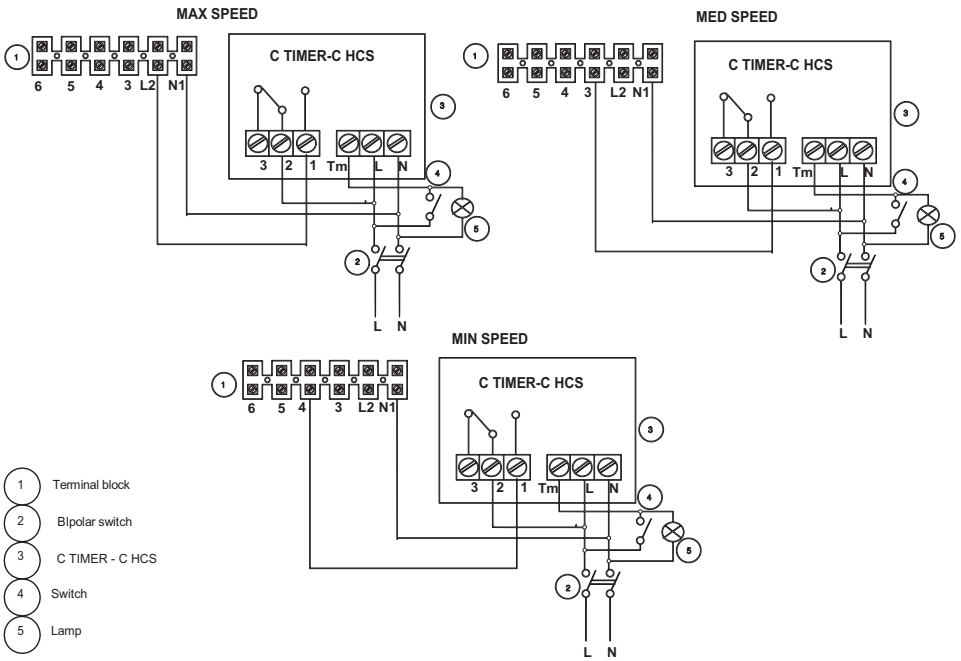 MAX SPEED
1
6 5 4 3 L2 N1
C TIMER-C HCS
3
3 2 1 Tm L N
4
5
2
L N
MED SPEED
1
6 5 4 3 L2 N1
C TIMER-C HCS
3
3 2 1 Tm L N
4
5
2
L N
MIN SPEED
1
6 5 4 3 L2 N1
C TIMER-C HCS
3
3 2 1 Tm L N
4
5
2
L N
1 Terminal block
2 BIpolar switch
3 C TIMER - C HCS
4 Switch
5 Lamp